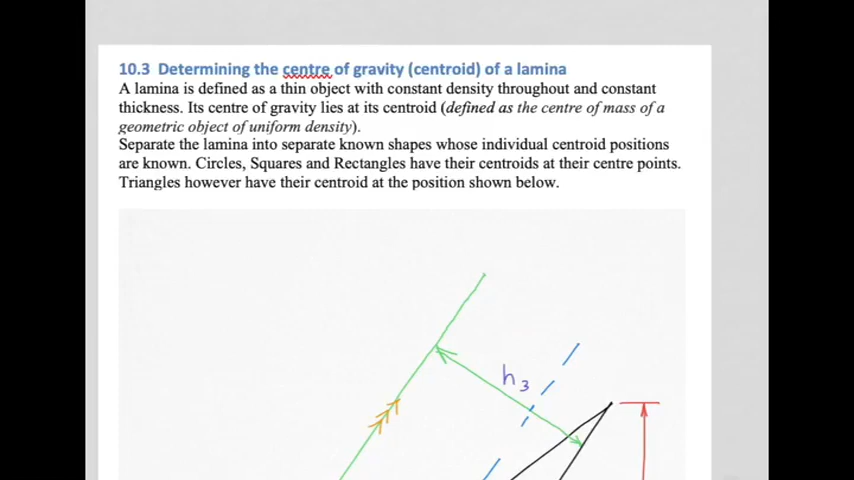 10.3 Determining the centre of gravity (centroid) of a lamina
A lamina is defined as a thin object with constant density throughout and constant
thickness. Its centre of gravity lies at its centroid (defined as the centre of mass of a
geometric object of uniform density).
Separate the lamina into separate known shapes whose individual centroid positions
are known. Circles, Squares and Rectangles have their centroids at their centre points.
Triangles however have their centroid at the position shown below.
h3